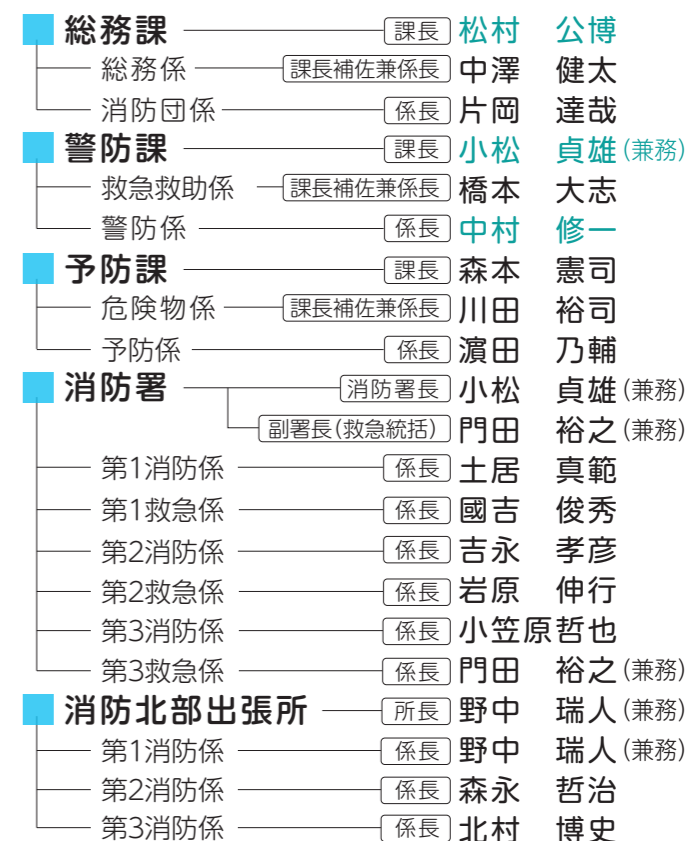 総務課 課長 松村 公博
総務係 課長補佐兼係長 中澤 健太
消防団係 係長 片岡 達哉
警防課 課長 小松 貞雄(兼務)
救急救助係 課長補佐兼係長 橋本 大志
警防係 係長 中村 修一
予防課 課長 森本 憲司
危険物係 課長補佐兼係長 川田 裕司
予防係 係長 濵田 乃輔
消防署 消防署長 小松 貞雄(兼務)
副署長(救急統括) 門田 裕之(兼務)
第1消防係 係長 土居 真範
第1救急係 係長 國吉 俊秀
第2消防係 係長 吉永 孝彦
第2救急係 係長 岩原 伸行
第3消防係 係長 小笠原哲也
第3救急係 係長 門田 裕之(兼務)
消防北部出張所 所長 野中 瑞人(兼務)
第1消防係 係長 野中 瑞人(兼務)
第2消防係 係長 森永 哲治
第3消防係 係長 北村 博史